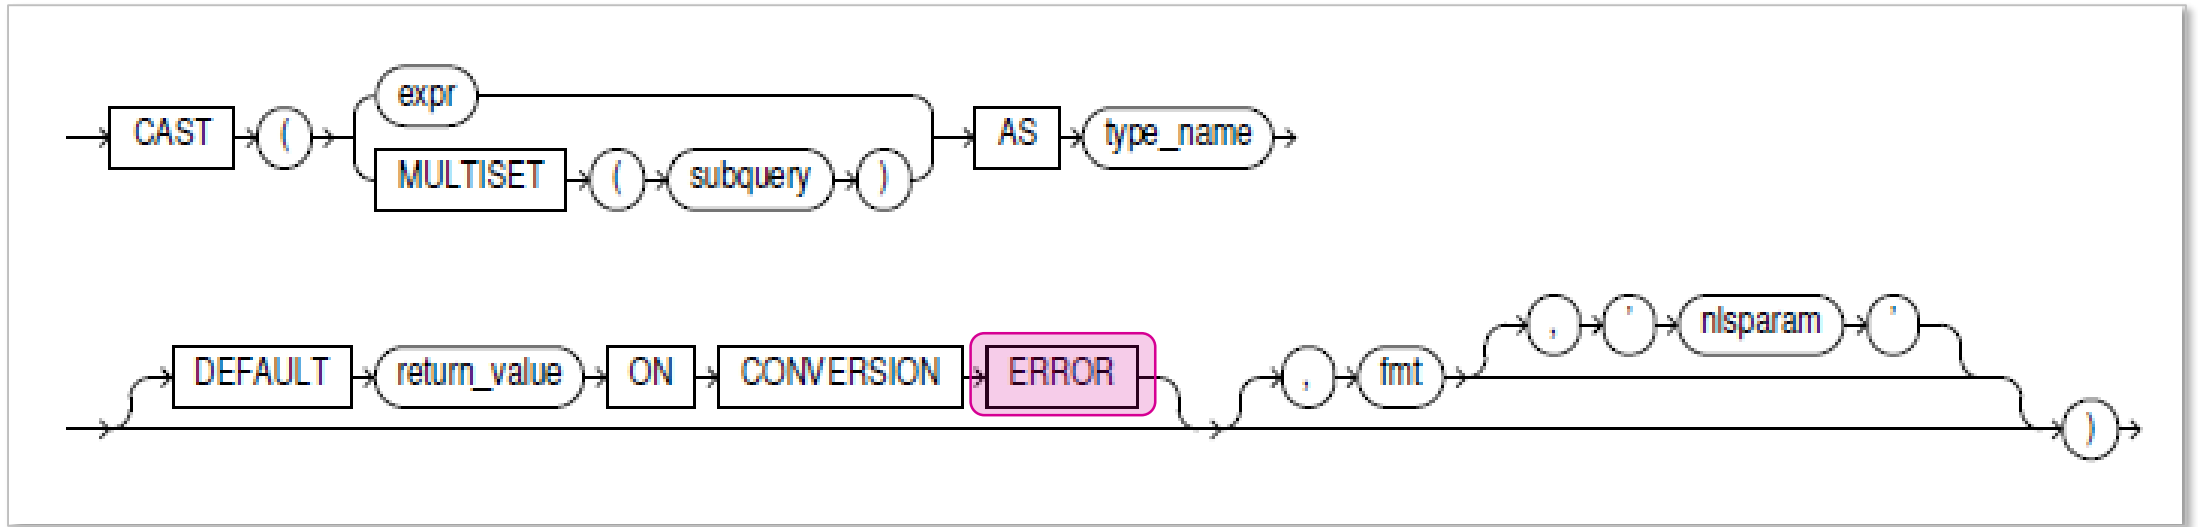 expr
CAST ( AS type_name
MULTISET ( subquery )
, ' nlsparam '
DEFAULT return_value ON CONVERSION ERROR , fmt
)